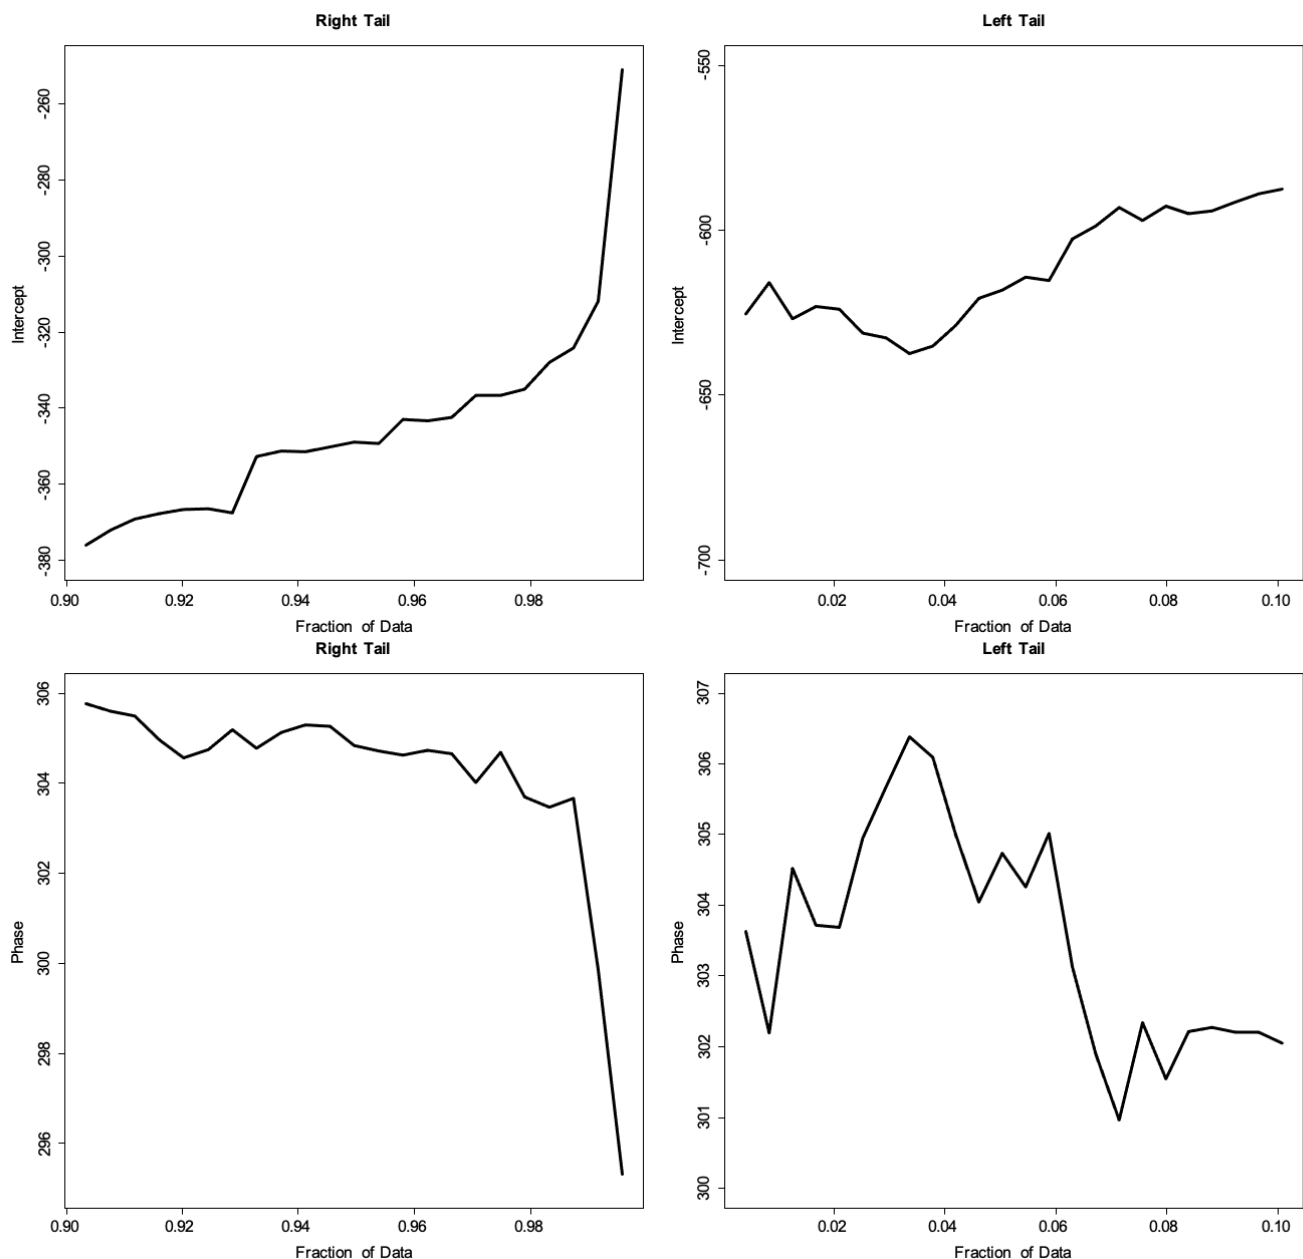 Right Tail
Left Tail
Intercept
-260
-280
-300
-320
-340
-360
-380
0.90 0.92 0.94 0.96 0.98
Fraction of Data
Intercept
-550
-600
-650
-700
0.02 0.04 0.06 0.08 0.10
Fraction of Data
Right Tail
Left Tail
Phase
306
304
302
300
298
296
0.90 0.92 0.94 0.96 0.98
Fraction of Data
Phase
307
306
305
304
303
302
301
300
0.02 0.04 0.06 0.08 0.10
Fraction of Data